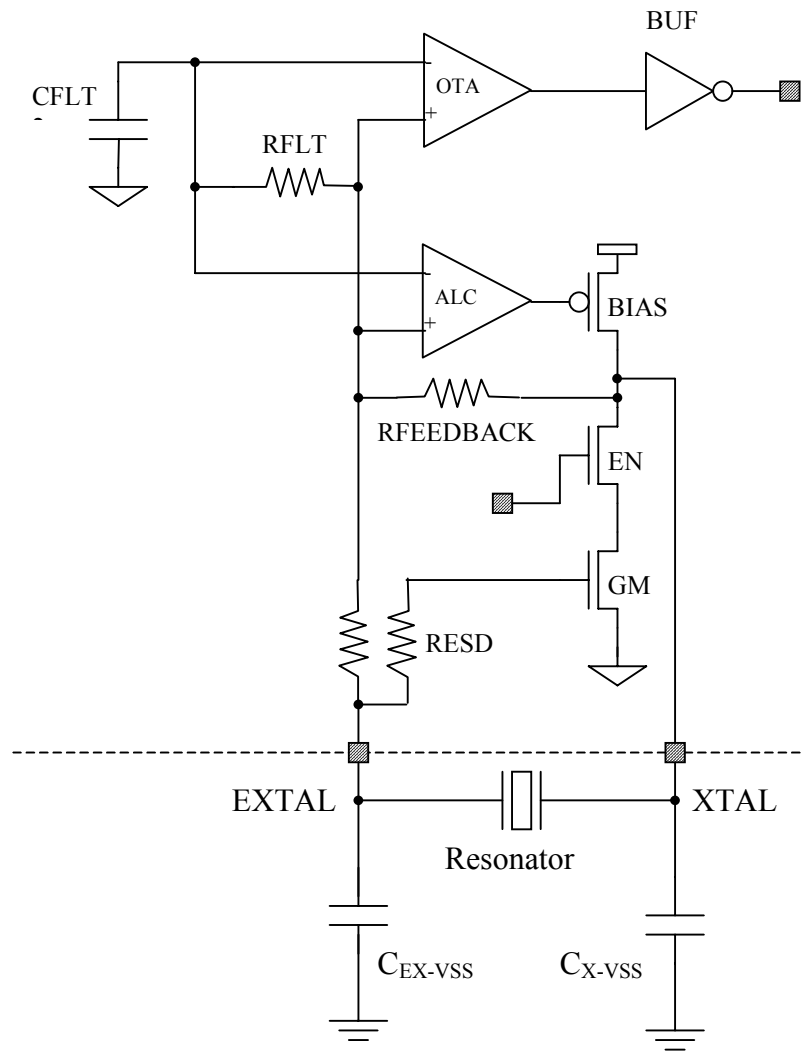 BUF
CFLT
OTA
RFLT
ALC
BIAS
RFEEDBACK
EN
GM
RESD
EXTAL
XTAL
Resonator
CEX-VSS
CX-VSS